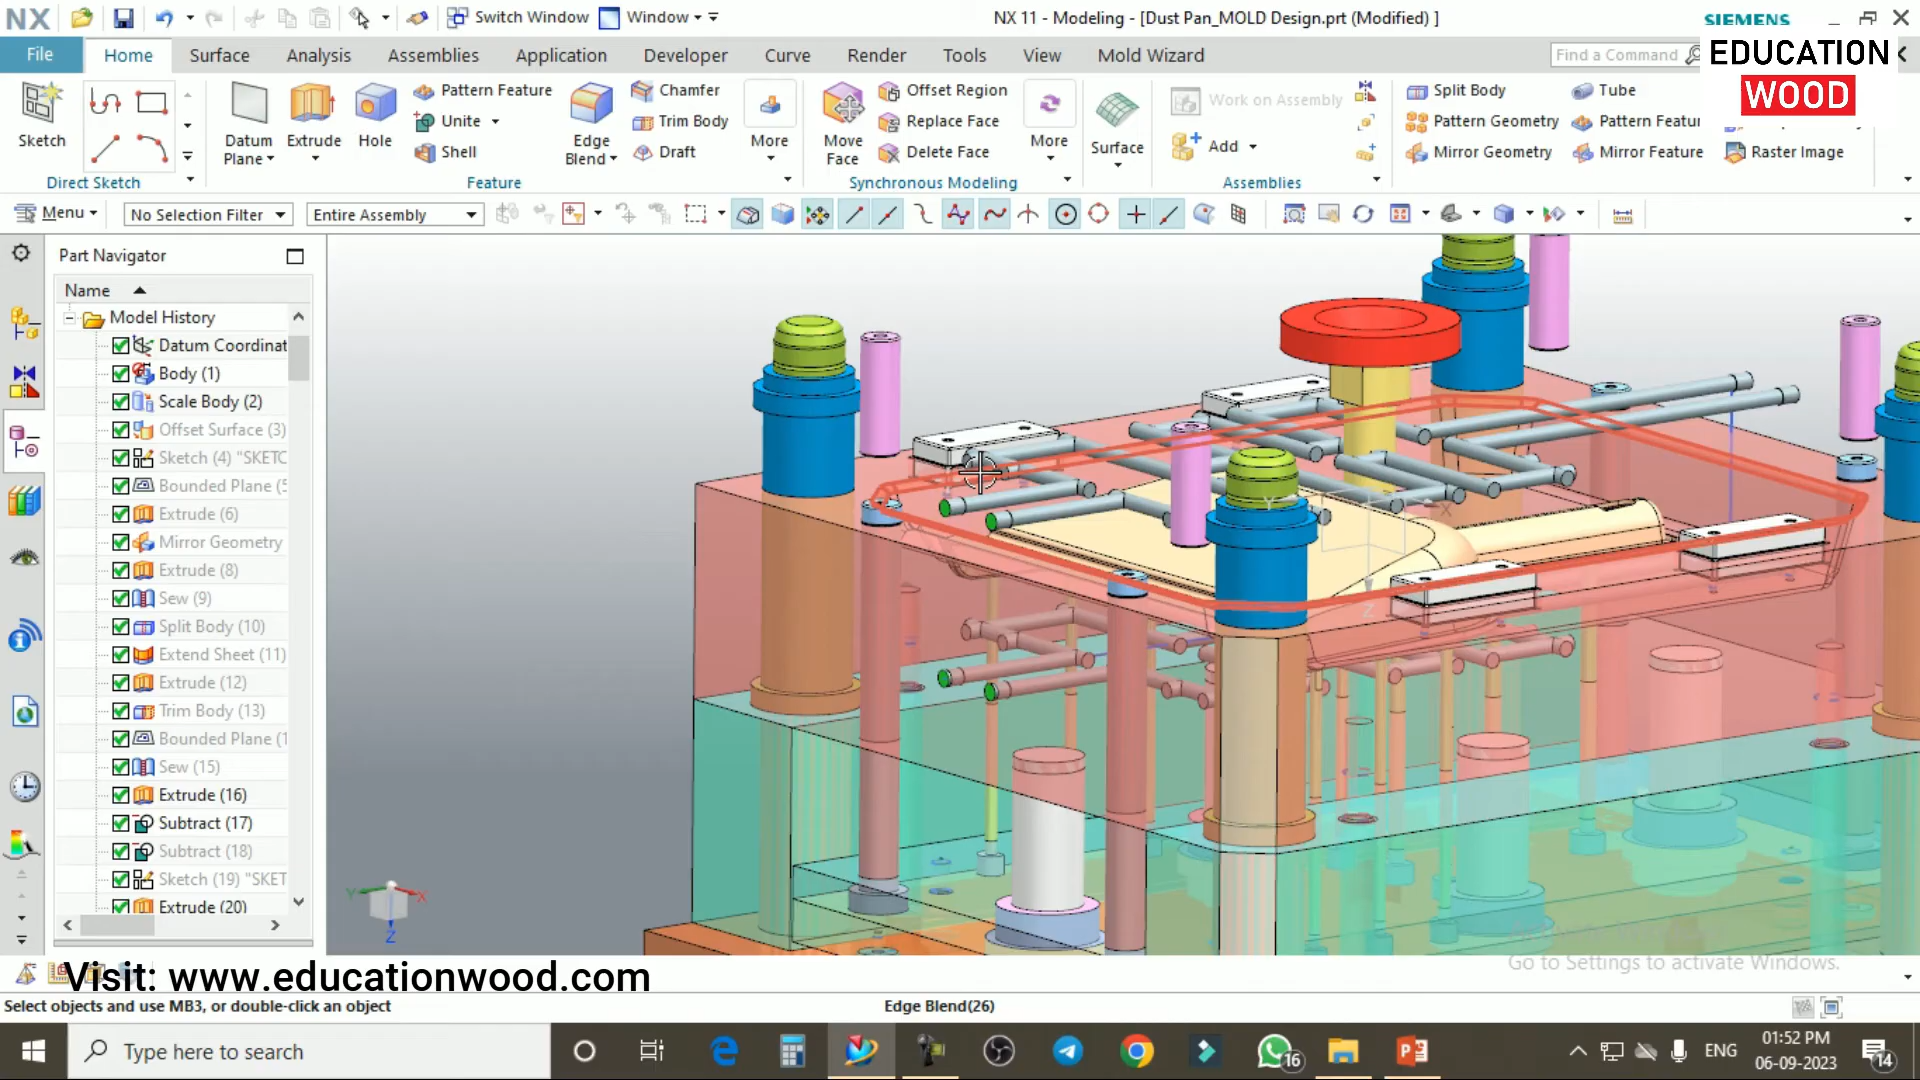 NX
Switch Window
Window
NX 11 - Modeling - [Dust Pan_MOLD Design.prt (Modified) ]
SIEMENS
File
Home
Surface
Analysis
Assemblies
Application
Developer
Curve
Render
Tools
View
Mold Wizard
Find a Command
EDUCATION
WOOD
Sketch
Direct Sketch
Datum
Plane
Extrude
Hole
Pattern Feature
Unite
Shell
Edge
Blend
Chamfer
Trim Body
Draft
More
Feature
Move
Face
Offset Region
Replace Face
Delete Face
More
Synchronous Modeling
Surface
Work on Assembly
Add
Assemblies
Split Body
Pattern Geometry
Mirror Geometry
Tube
Pattern Featur
Mirror Feature
Raster Image
Menu
No Selection Filter
Entire Assembly
Part Navigator
Name
Model History
Datum Coordinat
Body (1)
Scale Body (2)
Offset Surface (3)
Sketch (4) "SKETC
Bounded Plane (5
Extrude (6)
Mirror Geometry
Extrude (8)
Sew (9)
Split Body (10)
Extend Sheet (11)
Extrude (12)
Trim Body (13)
Bounded Plane (1
Sew (15)
Extrude (16)
Subtract (17)
Subtract (18)
Sketch (19) "SKET
Extrude (20)
Y
X
Z
Y
X
Z
Go to Settings to activate Windows.
Visit: www.educationwood.com
Select objects and use MB3, or double-click an object
Edge Blend(26)
Type here to search
16
ENG
01:52 PM
06-09-2023
14